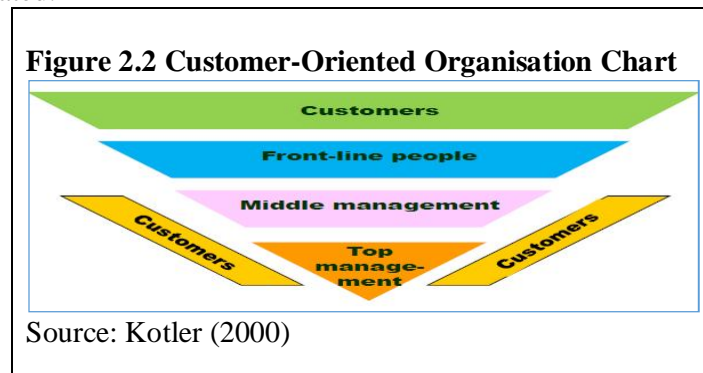 Figure 2.2 Customer-Oriented Organisation Chart
Customers
Front-line people
Middle management
Customers
Top
manage-
ment
Customers
Source: Kotler (2000)